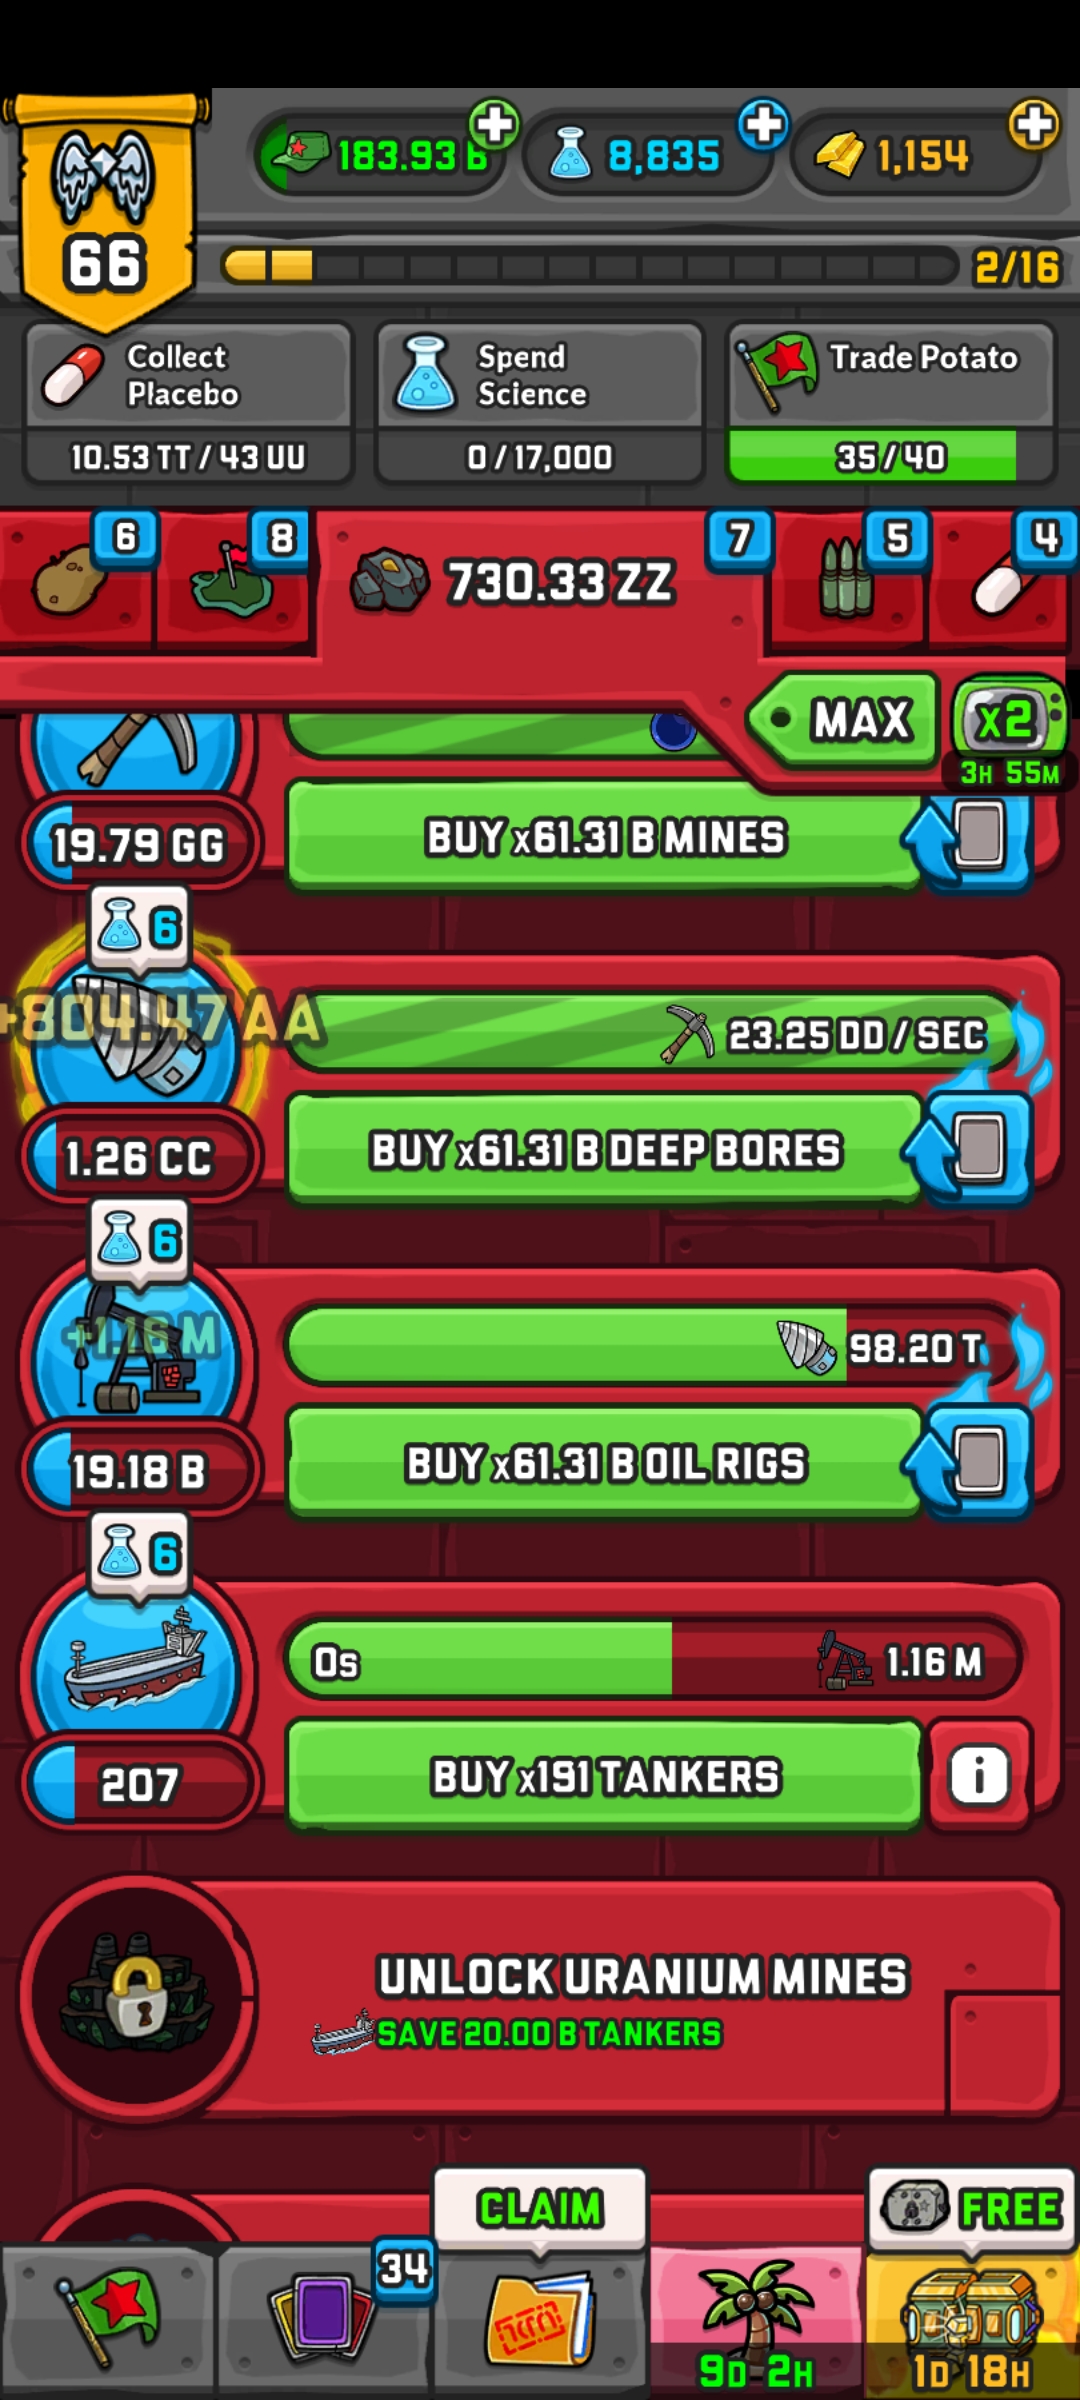 66
183.93 B
8,835
1,154
2/16
Collect
Placebo
10.53 TT / 43 UU
Spend
Science
0 / 17,000
Trade Potato
35 / 40
6
8
730.33 ZZ
7
5
4
MAX
x2
3H 55M
19.79 GG
BUY x61.31 B MINES
6
+804.47 AA
23.25 DD / SEC
1.26 CC
BUY x61.31 B DEEP BORES
6
+1.16 M
98.20 T
19.18 B
BUY x61.31 B OIL RIGS
6
0s
1.16 M
207
BUY x191 TANKERS
i
UNLOCK URANIUM MINES
SAVE 20.00 B TANKERS
CLAIM
FREE
34
9D 2H
1D 18H